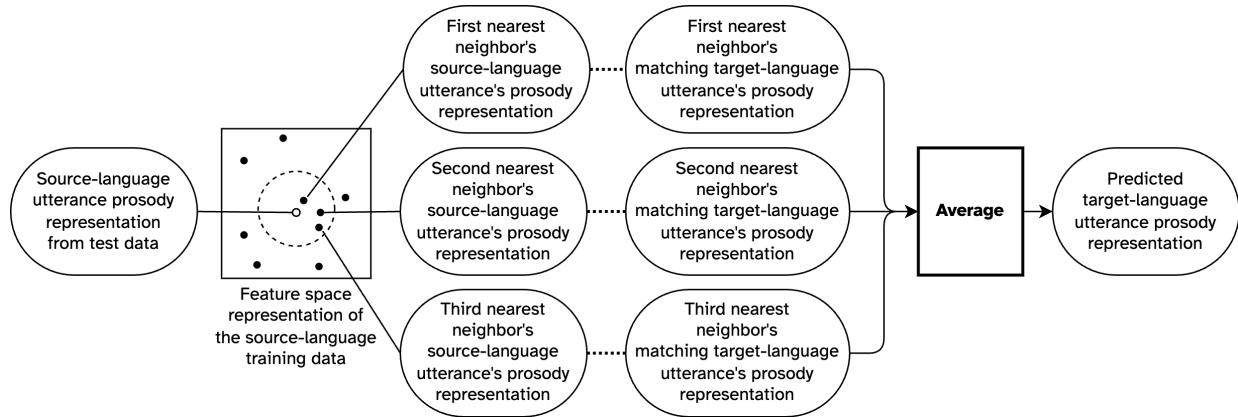 Source-language
utterance prosody
representation
from test data
Feature space
representation of
the source-language
training data
First nearest
neighbor's
source-language
utterance's prosody
representation
First nearest
neighbor's
matching target-language
utterance's prosody
representation
Second nearest
neighbor's
source-language
utterance's prosody
representation
Second nearest
neighbor's
matching target-language
utterance's prosody
representation
Third nearest
neighbor's
source-language
utterance's prosody
representation
Third nearest
neighbor's
matching target-language
utterance's prosody
representation
Average
Predicted
target-language
utterance prosody
representation